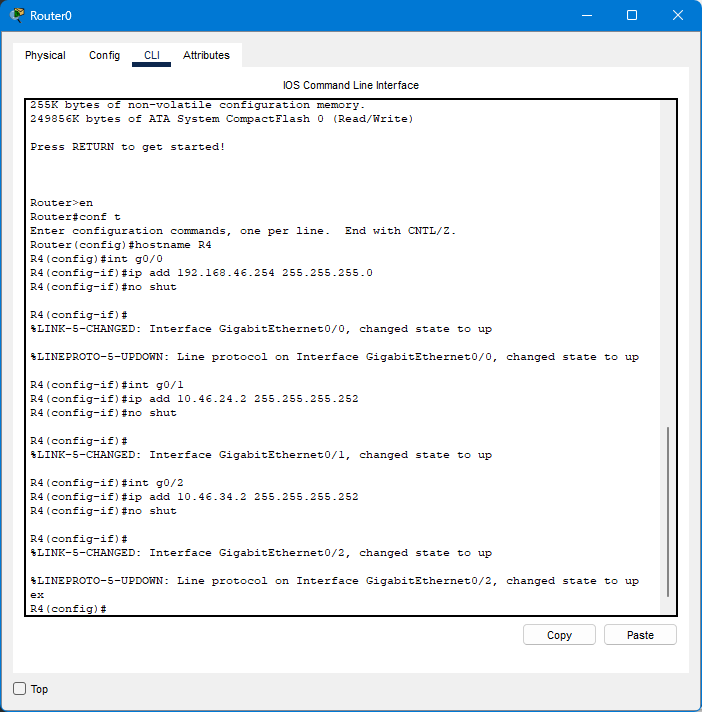 Router0
Physical Config CLI Attributes
IOS Command Line Interface
255K bytes of non-volatile configuration memory.
249856K bytes of ATA System CompactFlash 0 (Read/Write)
Press RETURN to get started!
Router>en
Router#conf t
Enter configuration commands, one per line.  End with CNTL/Z.
Router(config)#hostname R4
R4(config)#int g0/0
R4(config-if)#ip add 192.168.46.254 255.255.255.0
R4(config-if)#no shut
R4(config-if)#
%LINK-5-CHANGED: Interface GigabitEthernet0/0, changed state to up
%LINEPROTO-5-UPDOWN: Line protocol on Interface GigabitEthernet0/0, changed state to up
R4(config-if)#int g0/1
R4(config-if)#ip add 10.46.24.2 255.255.255.252
R4(config-if)#no shut
R4(config-if)#
%LINK-5-CHANGED: Interface GigabitEthernet0/1, changed state to up
R4(config-if)#int g0/2
R4(config-if)#ip add 10.46.34.2 255.255.255.252
R4(config-if)#no shut
R4(config-if)#
%LINK-5-CHANGED: Interface GigabitEthernet0/2, changed state to up
%LINEPROTO-5-UPDOWN: Line protocol on Interface GigabitEthernet0/2, changed state to up
ex
R4(config)#
Copy Paste
Top